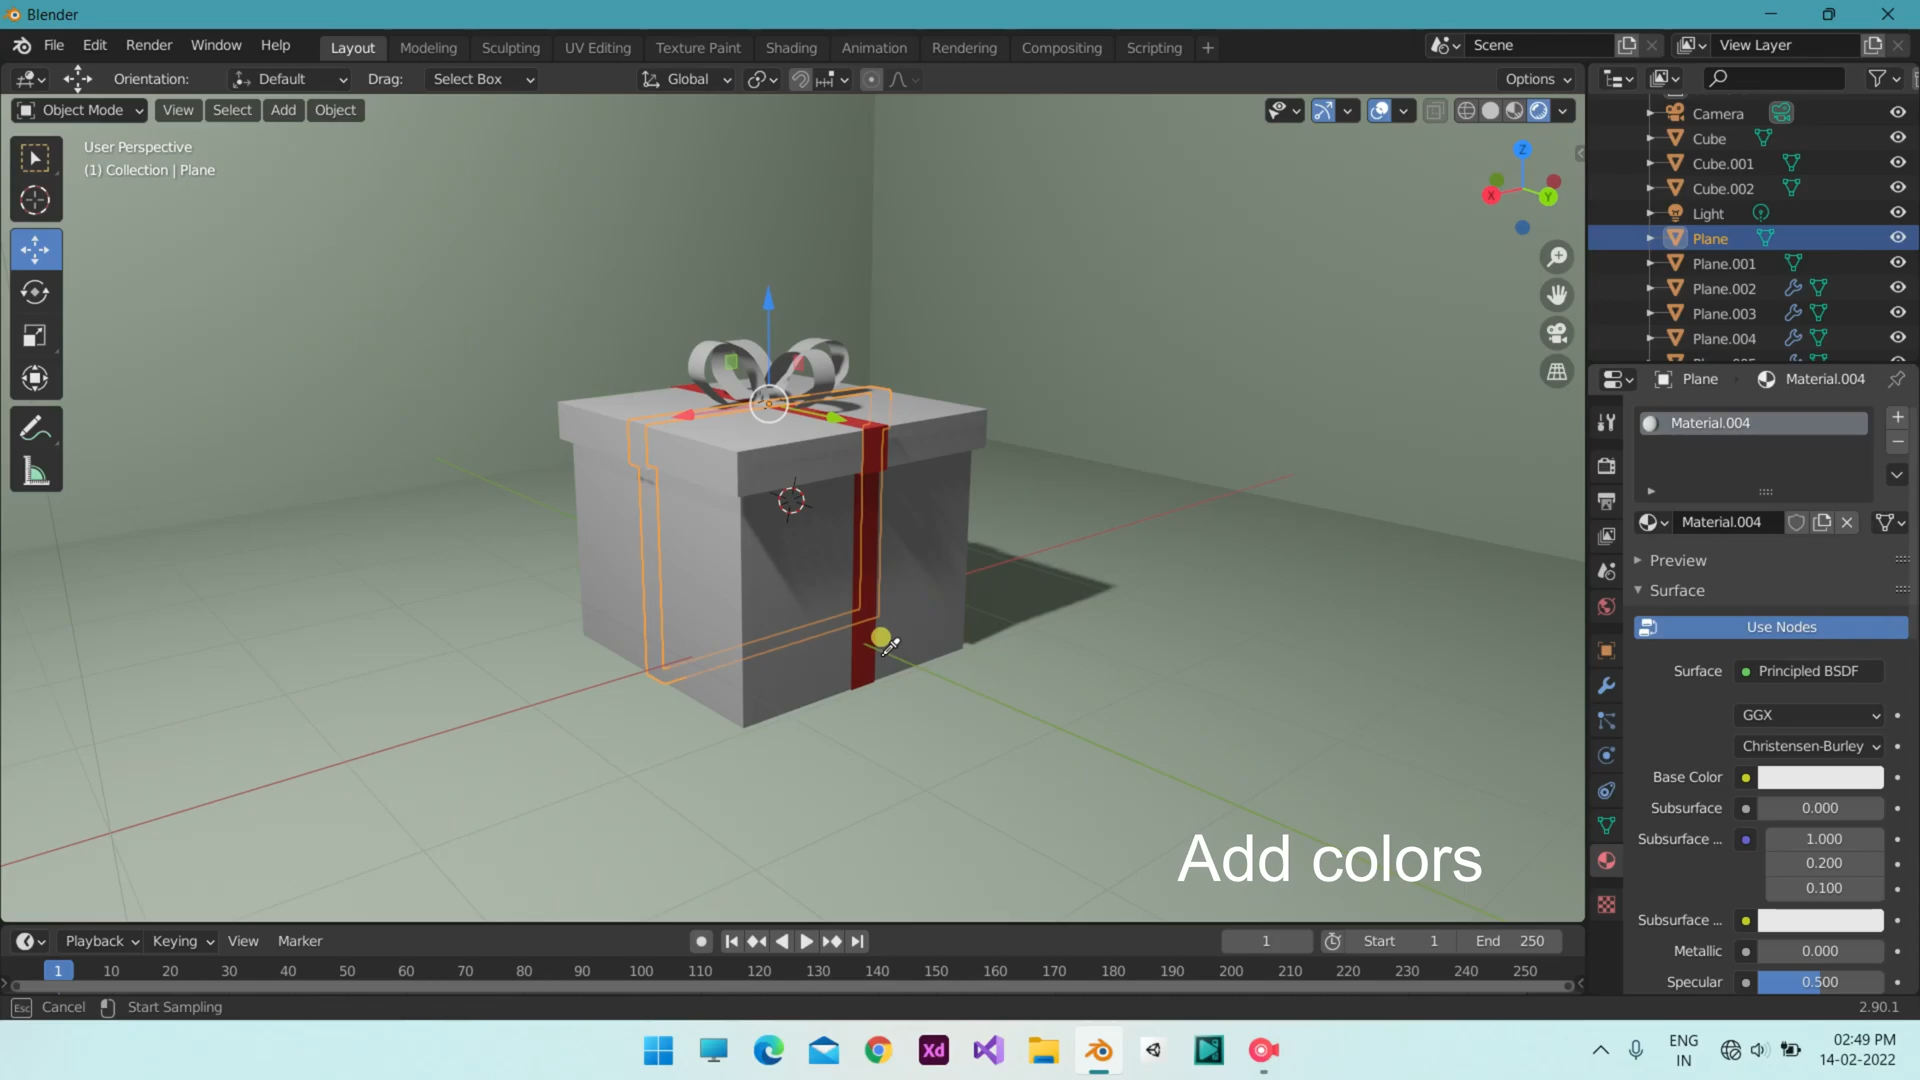 Blender
File Edit Render Window Help Layout Modeling Sculpting UV Editing Texture Paint Shading Animation Rendering Compositing Scripting + Scene View Layer
Orientation: Default Drag: Select Box Global Options
Object Mode View Select Add Object
User Perspective
(1) Collection | Plane
Z
X
Y
Camera
Cube
Cube.001
Cube.002
Light
Plane
Plane.001
Plane.002
Plane.003
Plane.004
Plane Material.004
Material.004
Material.004
Preview
Surface
Use Nodes
Surface Principled BSDF
GGX
Christensen-Burley
Base Color
Subsurface 0.000
Subsurface ... 1.000
0.200
0.100
Subsurface ...
Metallic 0.000
Specular 0.500
Add colors
Playback Keying View Marker 1 Start 1 End 250
1 10 20 30 40 50 60 70 80 90 100 110 120 130 140 150 160 170 180 190 200 210 220 230 240 250
Esc Cancel Start Sampling 2.90.1
Xd
ENG
IN
02:49 PM
14-02-2022